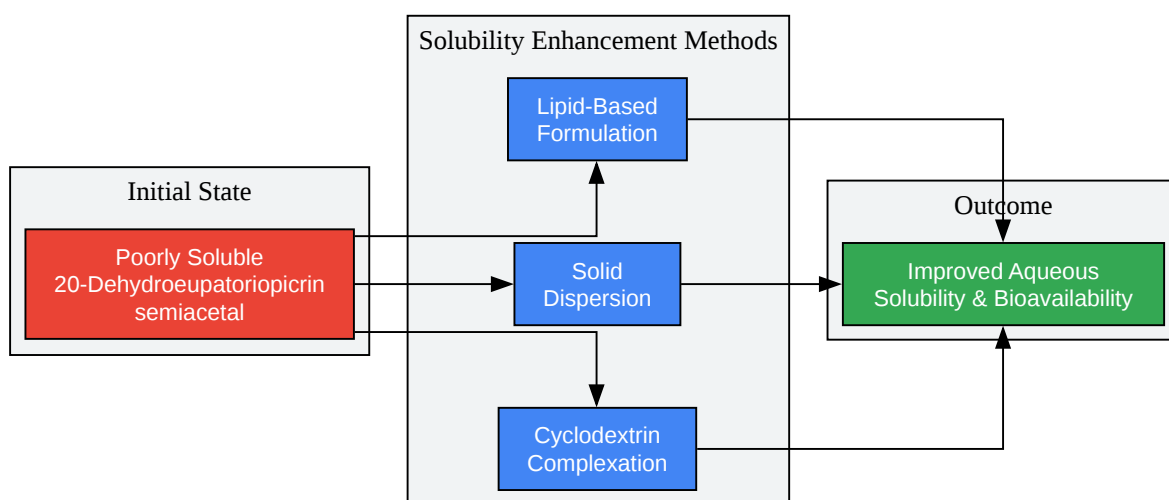 Solubility Enhancement Methods
Lipid-Based
Formulation
Initial State
Poorly Soluble
20-Dehydroeupatoriopicrin
semiacetal
Solid
Dispersion
Cyclodextrin
Complexation
Outcome
Improved Aqueous
Solubility & Bioavailability